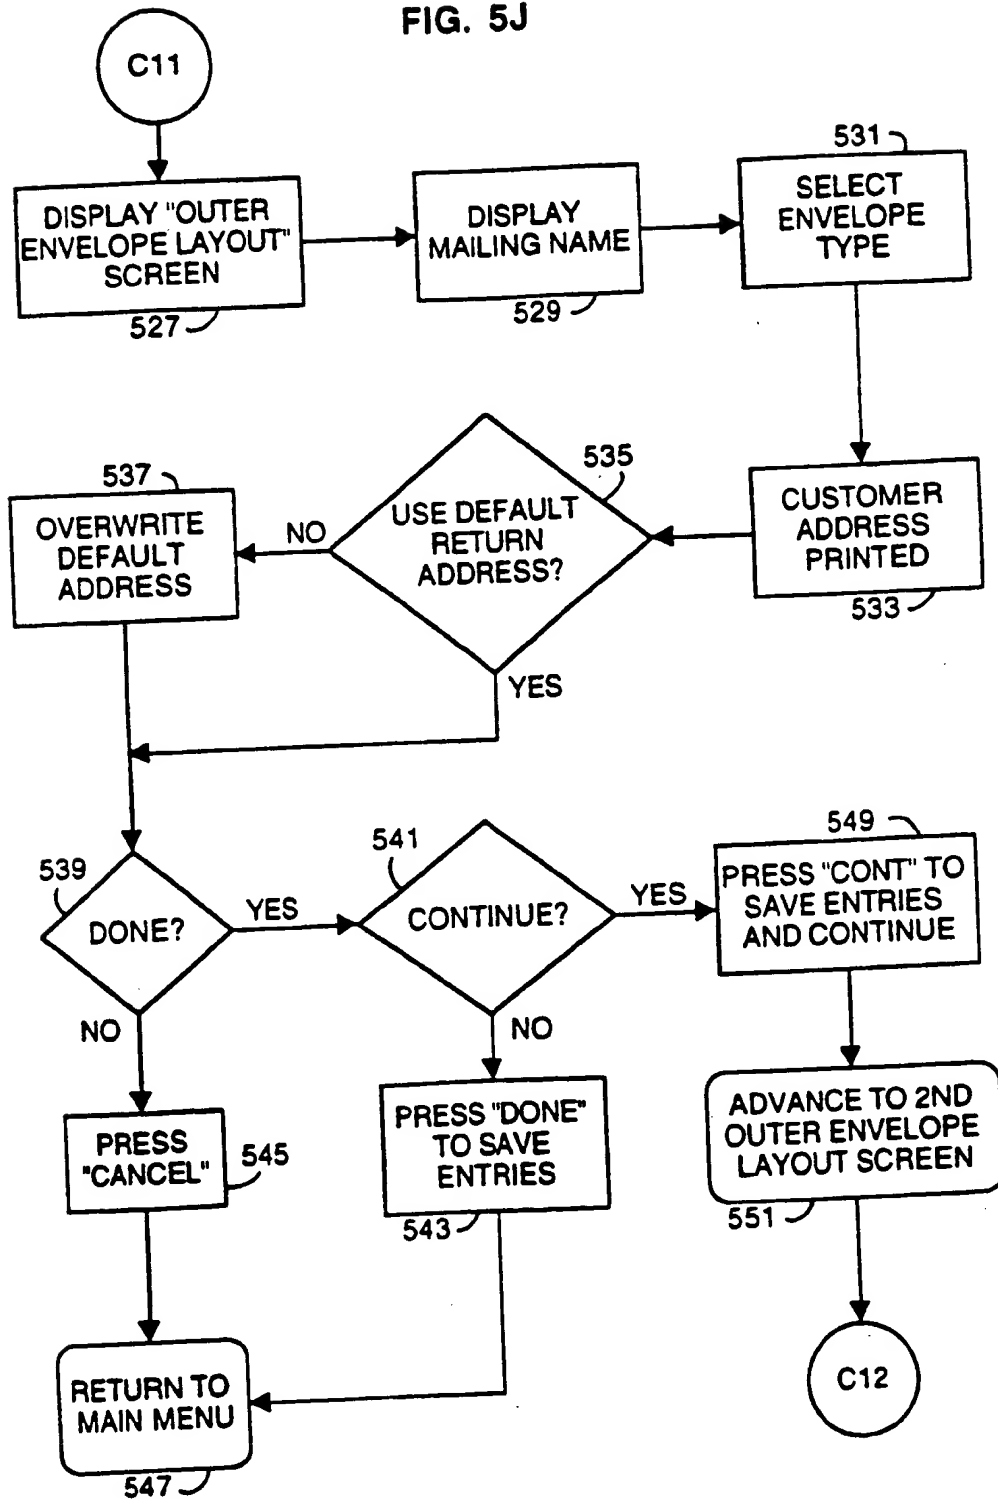 FIG. 5J
C11
DISPLAY "OUTER
ENVELOPE LAYOUT"
SCREEN
527
DISPLAY
MAILING NAME
529
531
SELECT
ENVELOPE
TYPE
CUSTOMER
ADDRESS
PRINTED
533
535
USE DEFAULT
RETURN
ADDRESS?
NO
YES
537
OVERWRITE
DEFAULT
ADDRESS
539
DONE?
YES
NO
541
CONTINUE?
YES
NO
549
PRESS "CONT" TO
SAVE ENTRIES
AND CONTINUE
PRESS
"CANCEL"
545
PRESS "DONE"
TO SAVE
ENTRIES
543
ADVANCE TO 2ND
OUTER ENVELOPE
LAYOUT SCREEN
551
RETURN TO
MAIN MENU
547
C12